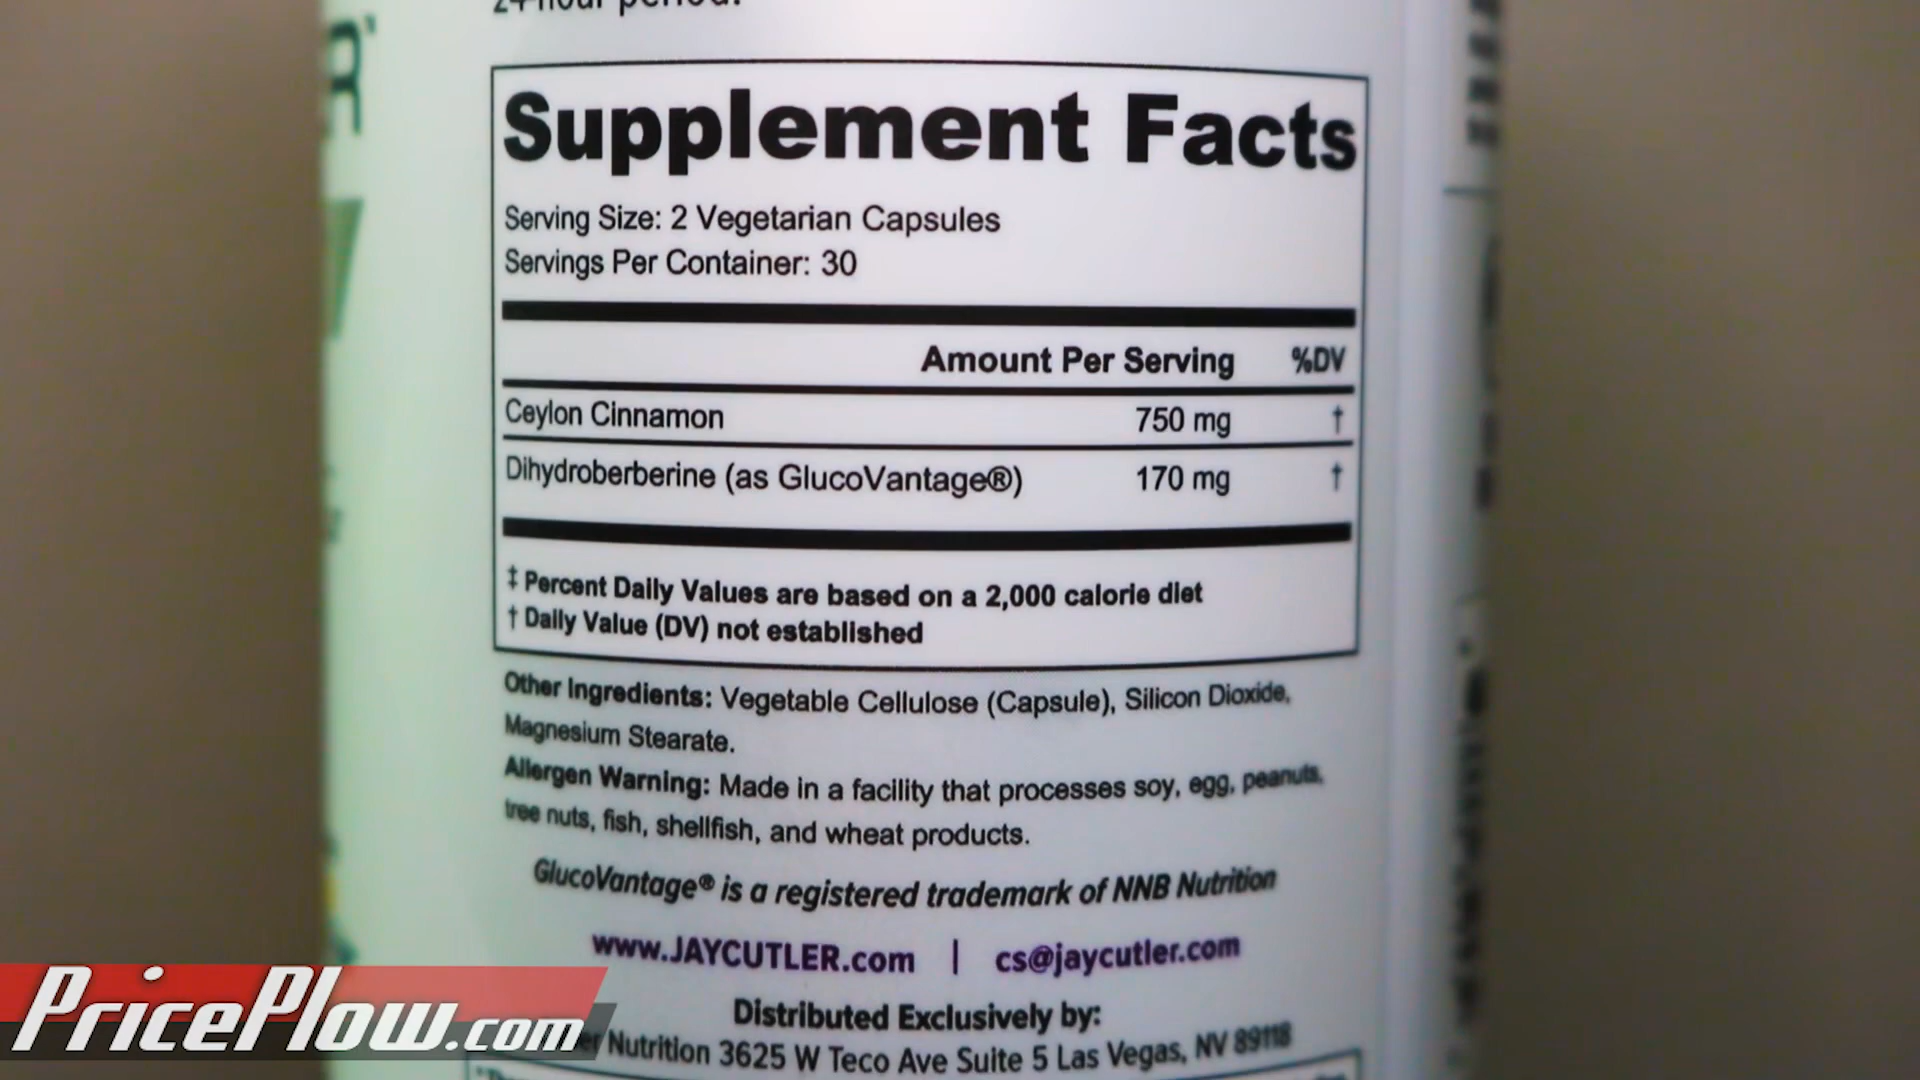 24-hour period.
Supplement Facts
Serving Size: 2 Vegetarian Capsules
Servings Per Container: 30
Amount Per Serving %DV
Ceylon Cinnamon 750 mg †
Dihydroberberine (as GlucoVantage®) 170 mg †
‡ Percent Daily Values are based on a 2,000 calorie diet
† Daily Value (DV) not established
Other Ingredients: Vegetable Cellulose (Capsule), Silicon Dioxide,
Magnesium Stearate.
Allergen Warning: Made in a facility that processes soy, egg, peanuts,
tree nuts, fish, shellfish, and wheat products.
GlucoVantage® is a registered trademark of NNB Nutrition
www.JAYCUTLER.com | cs@jaycutler.com
Distributed Exclusively by:
Nutrition 3625 W Teco Ave Suite 5 Las Vegas, NV 89118
PricePlow.com